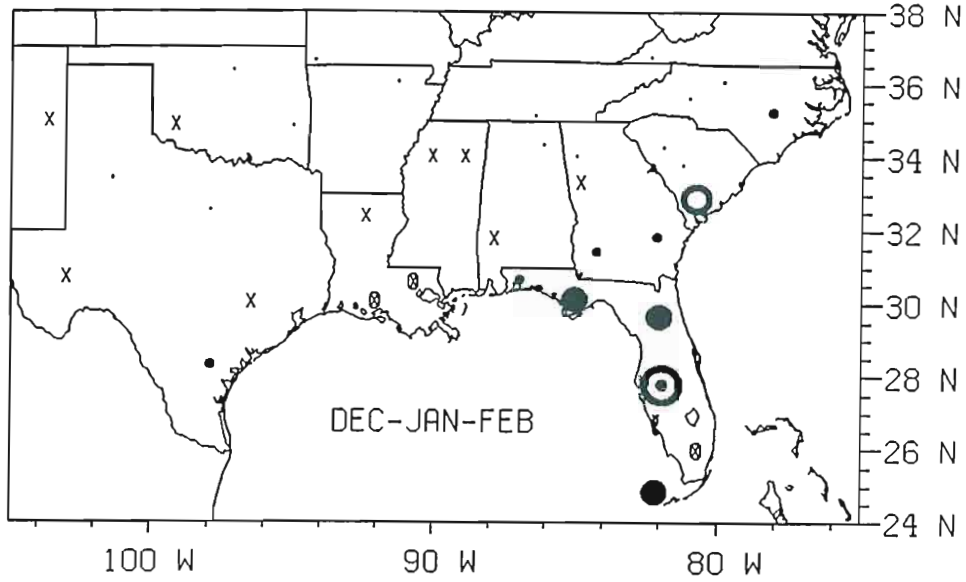 38 N
36 N
X X
34 N
X X X
X
32 N
X
X
X
30 N
28 N
DEC-JAN-FEB
26 N
24 N
100 W 90 W 80 W